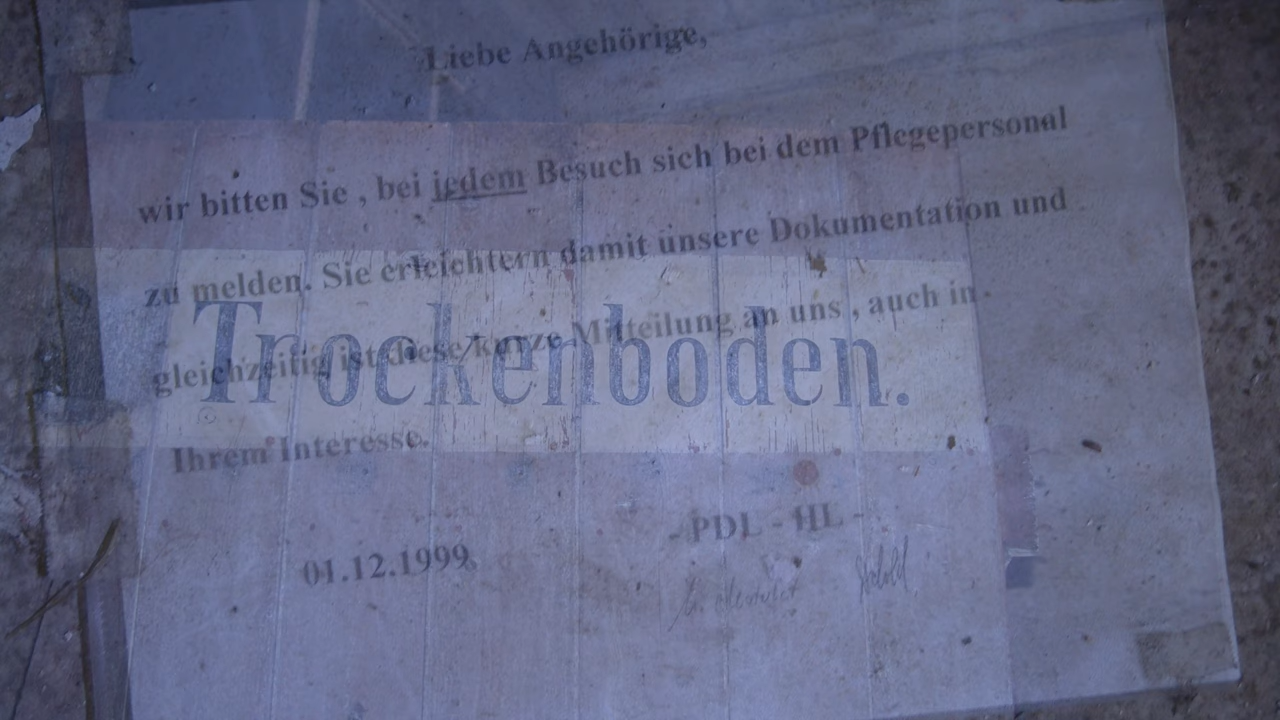 Liebe Angehörige,
wir bitten Sie , bei jedem Besuch sich bei dem Pflegepersonal
zu melden. Sie erleichtern damit unsere Dokumentation und
Trockenboden.
gleichzeitig ist diese kurze Mitteilung an uns , auch in
Ihrem Interesse.
- PDL - HL -
01.12.1999